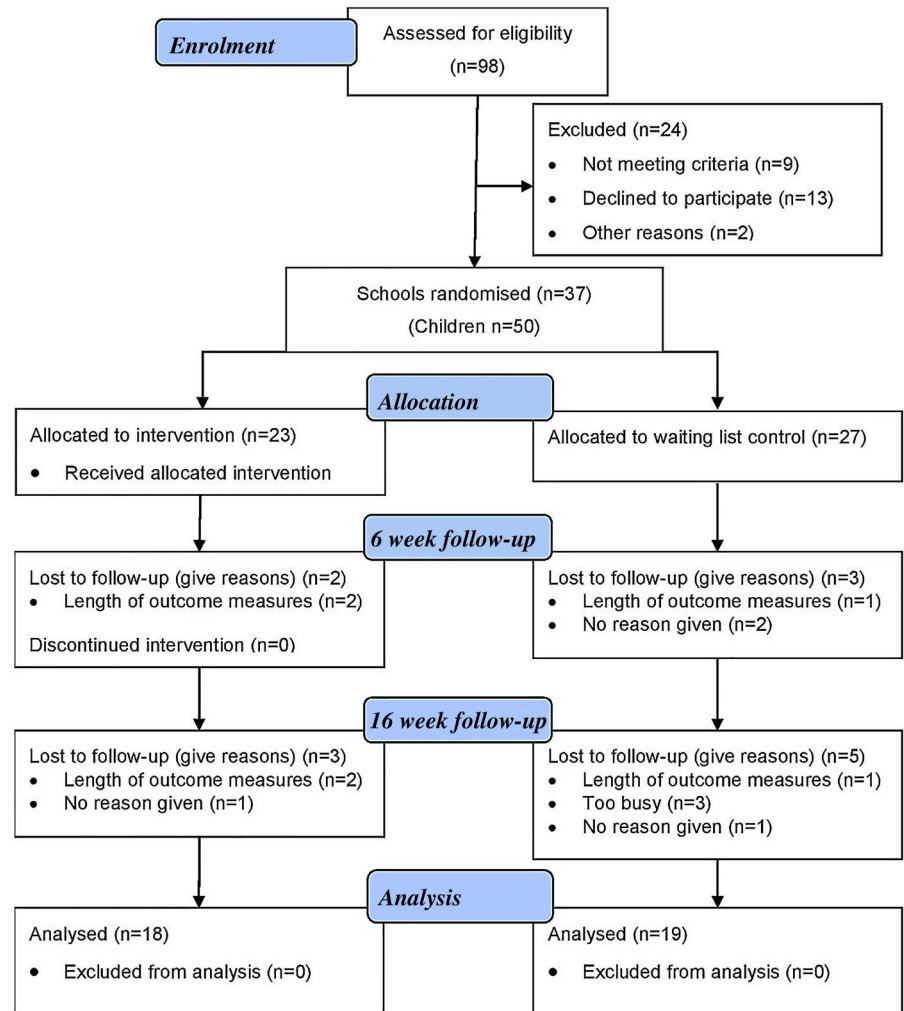 Enrolment
Assessed for eligibility
(n=98)
Excluded (n=24)
• Not meeting criteria (n=9)
• Declined to participate (n=13)
• Other reasons (n=2)
Schools randomised (n=37)
(Children n=50)
Allocation
Allocated to intervention (n=23)
• Received allocated intervention
Allocated to waiting list control (n=27)
6 week follow-up
Lost to follow-up (give reasons) (n=2)
• Length of outcome measures (n=2)
Discontinued intervention (n=0)
Lost to follow-up (give reasons) (n=3)
• Length of outcome measures (n=1)
• No reason given (n=2)
16 week follow-up
Lost to follow-up (give reasons) (n=3)
• Length of outcome measures (n=2)
• No reason given (n=1)
Lost to follow-up (give reasons) (n=5)
• Length of outcome measures (n=1)
• Too busy (n=3)
• No reason given (n=1)
Analysis
Analysed (n=18)
• Excluded from analysis (n=0)
Analysed (n=19)
• Excluded from analysis (n=0)